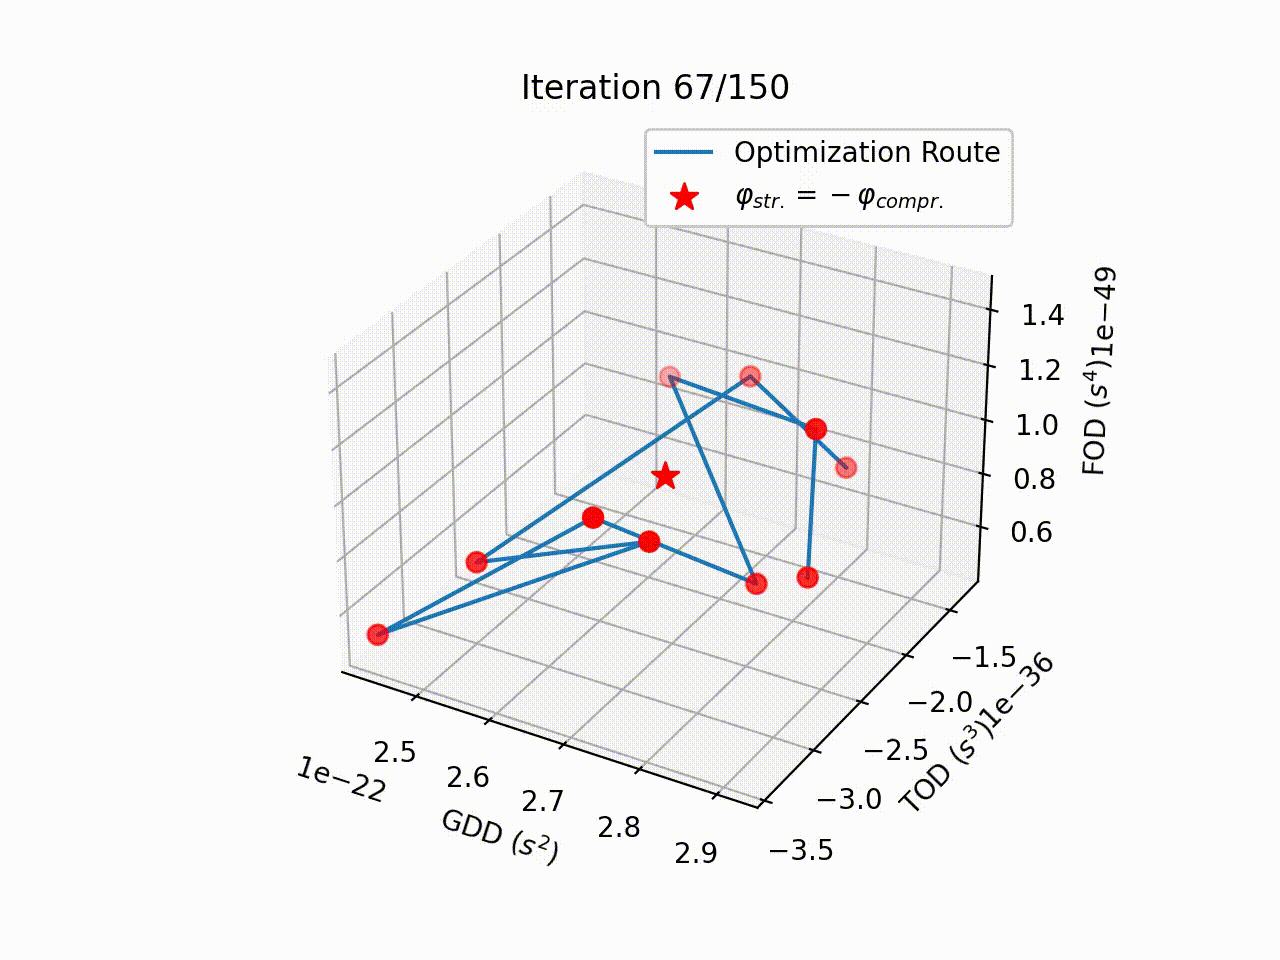 Iteration 67/150
Optimization Route
φstr. = −φcompr.
1.4
1.2
1.0
0.8
0.6
FOD (s⁴)1e−49
−1.5
−2.0
−2.5
−3.0
−3.5
TOD (s³)1e−36
2.5
2.6
2.7
2.8
2.9
1e−22
GDD (s²)